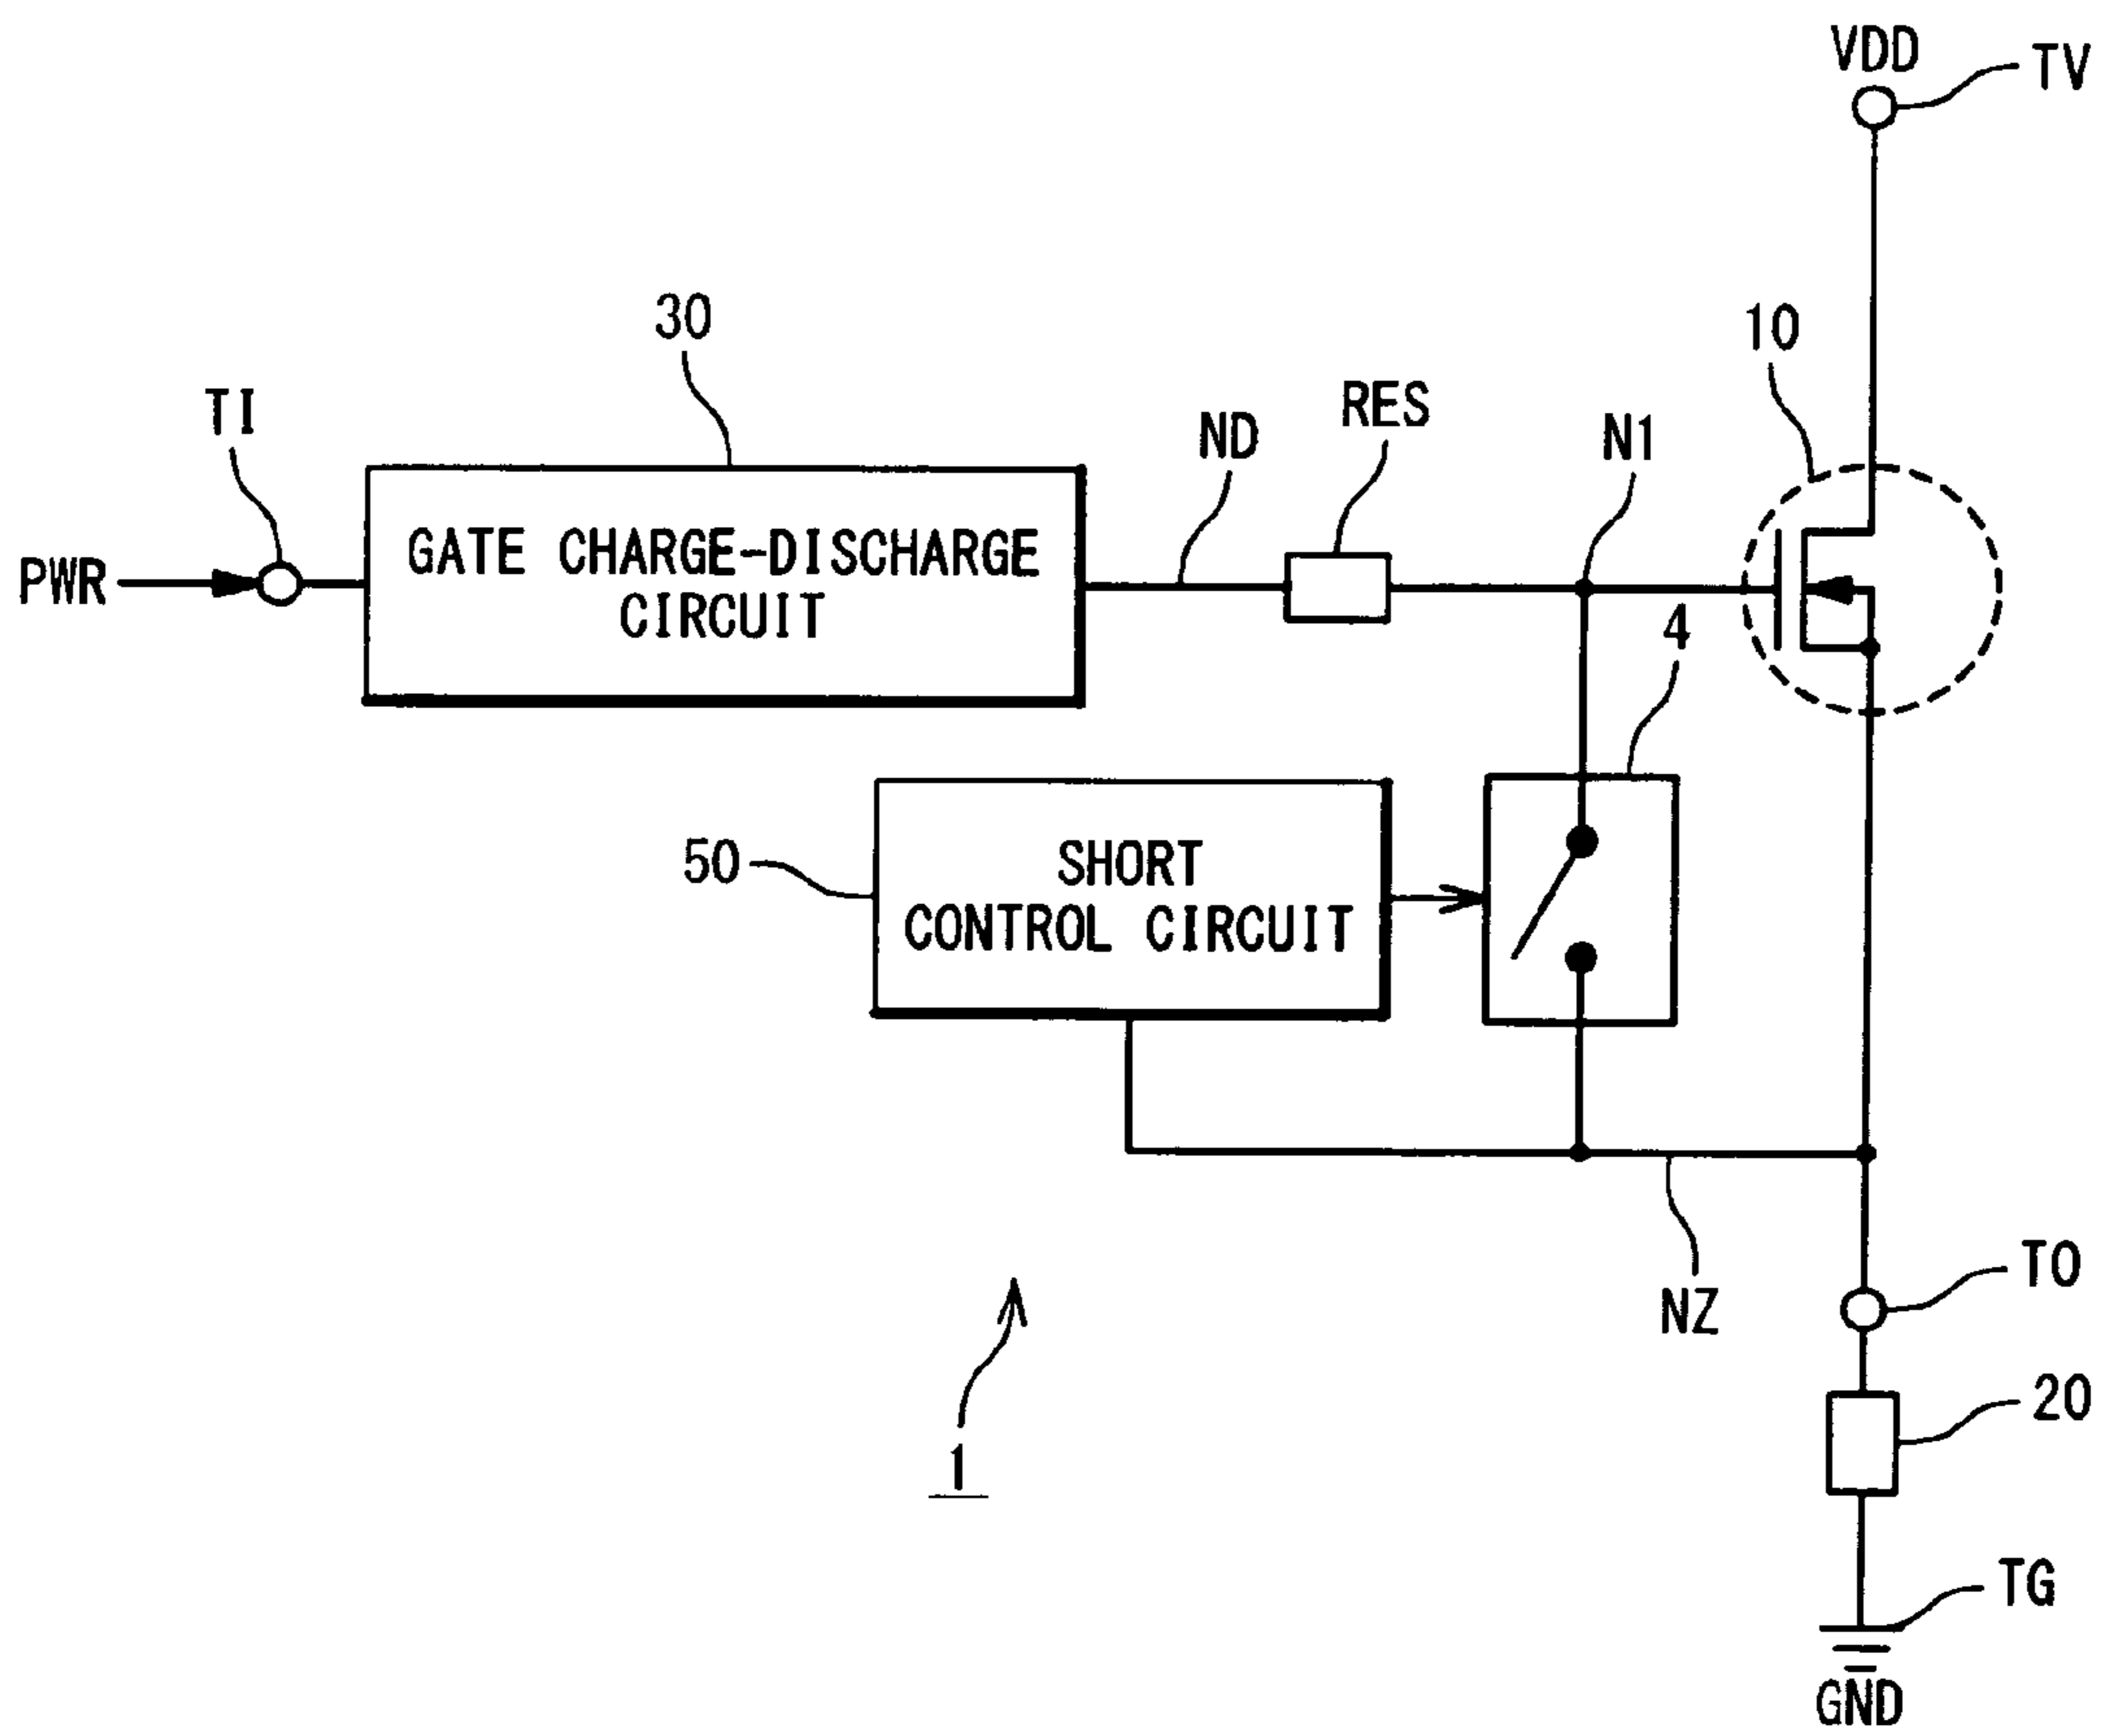 VDD
TV
30
10
TI
RES
ND
N1
PWR
GATE CHARGE-DISCHARGE
CIRCUIT
4
50
SHORT
CONTROL CIRCUIT
TO
NZ
20
1
TG
GND